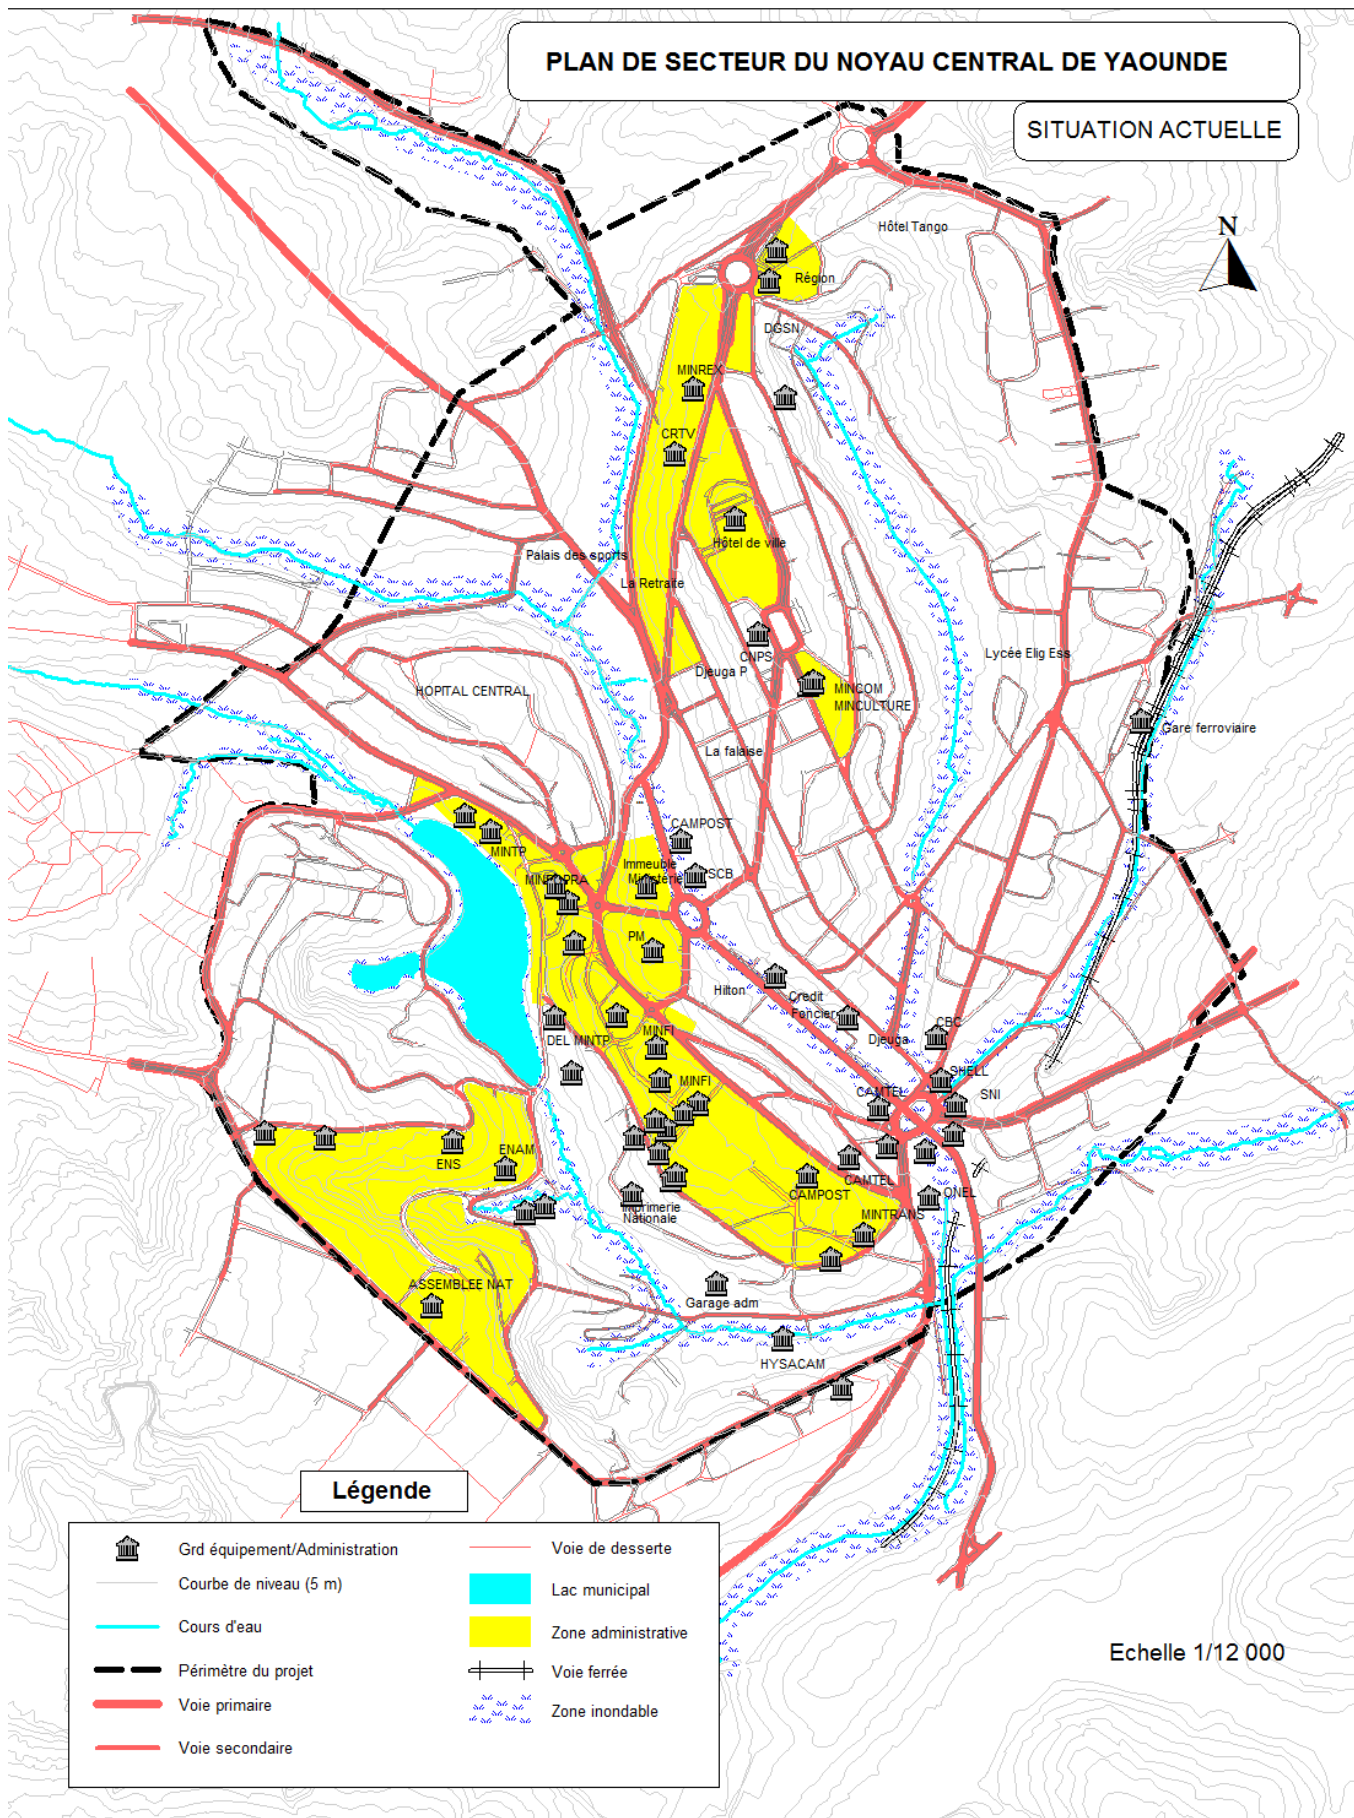 PLAN DE SECTEUR DU NOYAU CENTRAL DE YAOUNDE
SITUATION ACTUELLE
N
Hôtel Tango
Région
DGSN
MINREX
CRTV
Hôtel de ville
Palais des sports
La Retraite
CNPS
Lycée Elig Ess
Djeuga P
MINCOM
MINCULTURE
HOPITAL CENTRAL
Gare ferroviaire
La falaise
CAMPOST
MINTP
Immeuble
Ministérie
SCB
MINFOPRA
PM
Hilton
Credit
Foncier
CBC
Djeuga
MINFI
DEL MINTP
SHELL
MINFI
CAMTEL
SNI
ENS
ENAM
CAMTEL
CAMPOST
ONEL
Imprimerie
Nationale
MINTRANS
ASSEMBLEE NAT
Garage adm
HYSACAM
Légende
Grd équipement/Administration
Courbe de niveau (5 m)
Cours d'eau
Périmètre du projet
Voie primaire
Voie secondaire
Voie de desserte
Lac municipal
Zone administrative
Voie ferrée
Zone inondable
Echelle 1/12 000